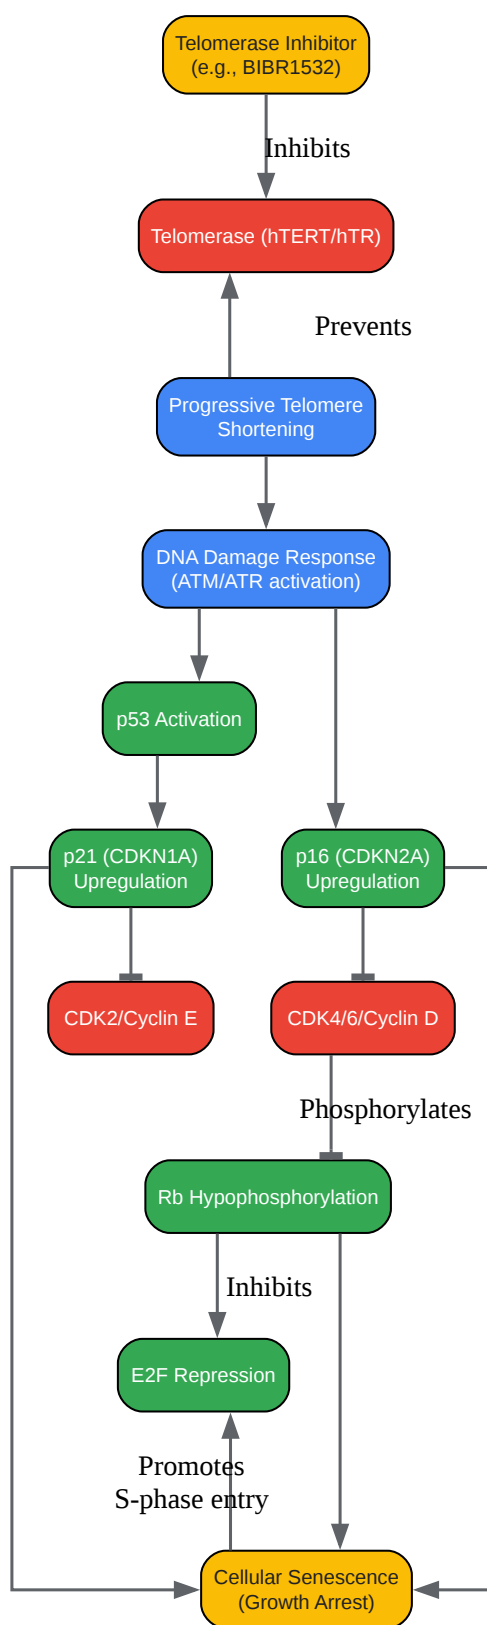 Telomerase Inhibitor
(e.g., BIBR1532)
Inhibits
Telomerase (hTERT/hTR)
Prevents
Progressive Telomere
Shortening
DNA Damage Response
(ATM/ATR activation)
p53 Activation
p21 (CDKN1A)
Upregulation
p16 (CDKN2A)
Upregulation
CDK2/Cyclin E
CDK4/6/Cyclin D
Phosphorylates
Rb Hypophosphorylation
Inhibits
E2F Repression
Promotes
S-phase entry
Cellular Senescence
(Growth Arrest)